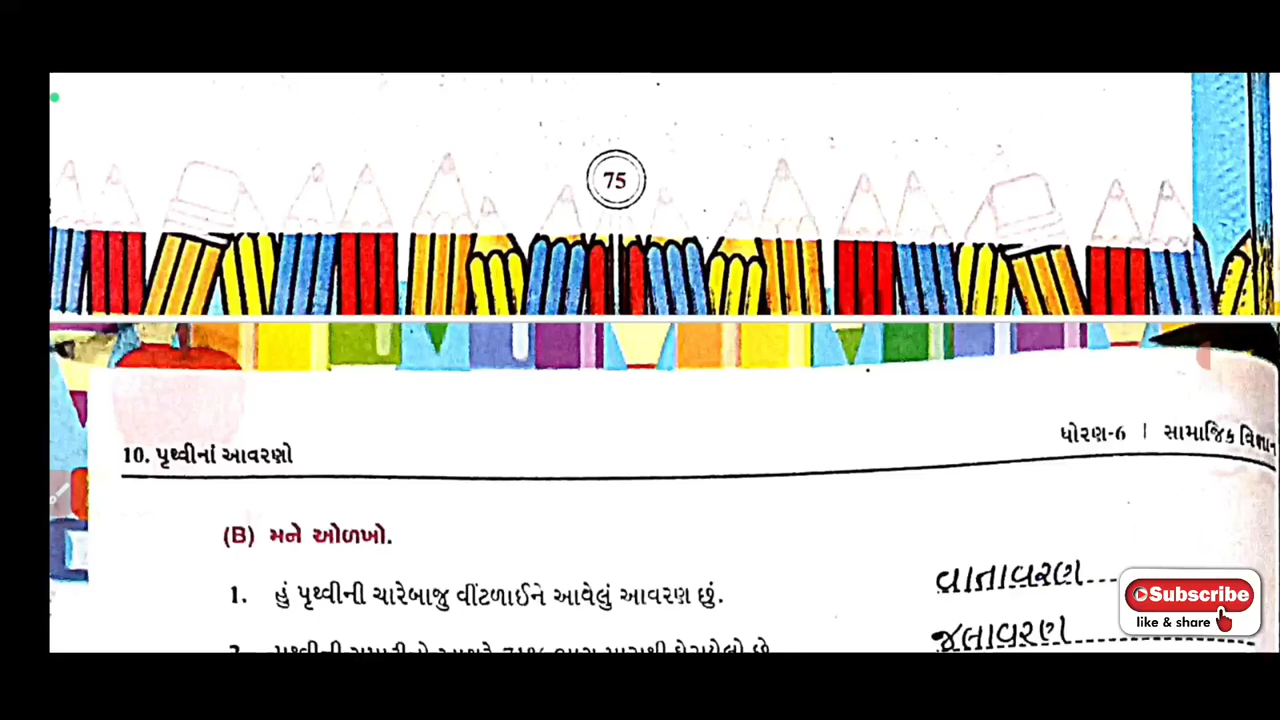 75
10. પૃથ્વીનાં આવરણો
ધોરણ-6 | સામાજિક વિજ્ઞાન
(B) મને ઓળખો.
1. હું પૃથ્વીની ચારેબાજુ વીંટળાઈને આવેલું આવરણ છું. વાતાવરણ
જલાવરણ
Subscribe
like & share